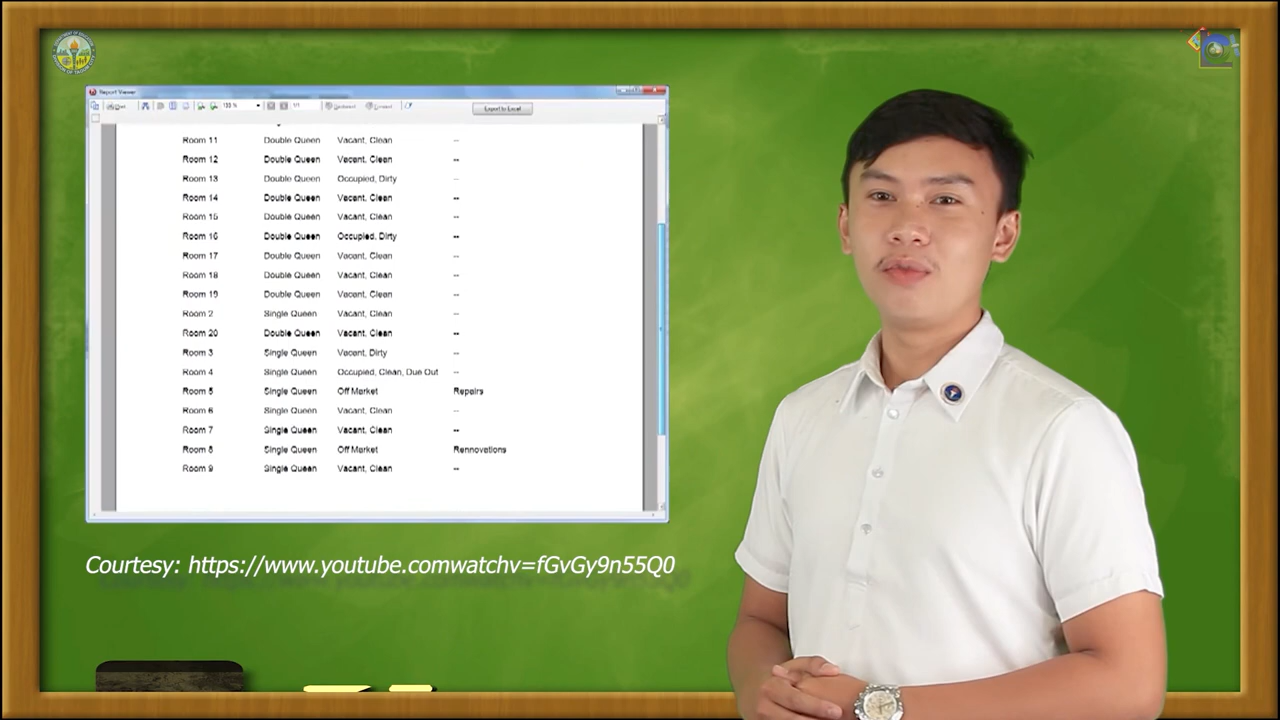 Report Viewer
Print 133 % 1/1 Export to Excel
Room 11 Double Queen Vacant, Clean --
Room 12 Double Queen Vacant, Clean --
Room 13 Double Queen Occupied, Dirty --
Room 14 Double Queen Vacant, Clean --
Room 15 Double Queen Vacant, Clean --
Room 16 Double Queen Occupied, Dirty --
Room 17 Double Queen Vacant, Clean --
Room 18 Double Queen Vacant, Clean --
Room 19 Double Queen Vacant, Clean --
Room 2 Single Queen Vacant, Clean --
Room 20 Double Queen Vacant, Clean --
Room 3 Single Queen Vacant, Dirty --
Room 4 Single Queen Occupied, Clean, Due Out --
Room 5 Single Queen Off Market Repairs
Room 6 Single Queen Vacant, Clean --
Room 7 Single Queen Vacant, Clean --
Room 8 Single Queen Off Market Rennovations
Room 9 Single Queen Vacant, Clean --
Courtesy: https://www.youtube.comwatchv=fGvGy9n55Q0